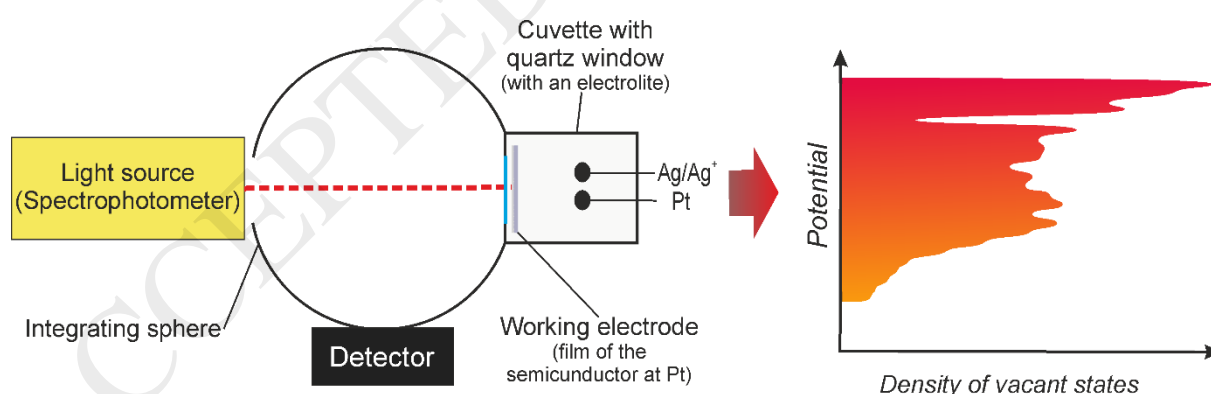 CCEPTE
Cuvette with
quartz window
(with an electrolite)
Light source
(Spectrophotometer)
Ag/Ag⁺
Pt
Integrating sphere
Detector
Working electrode
(film of the
semicunductor at Pt)
Potential
Density of vacant states